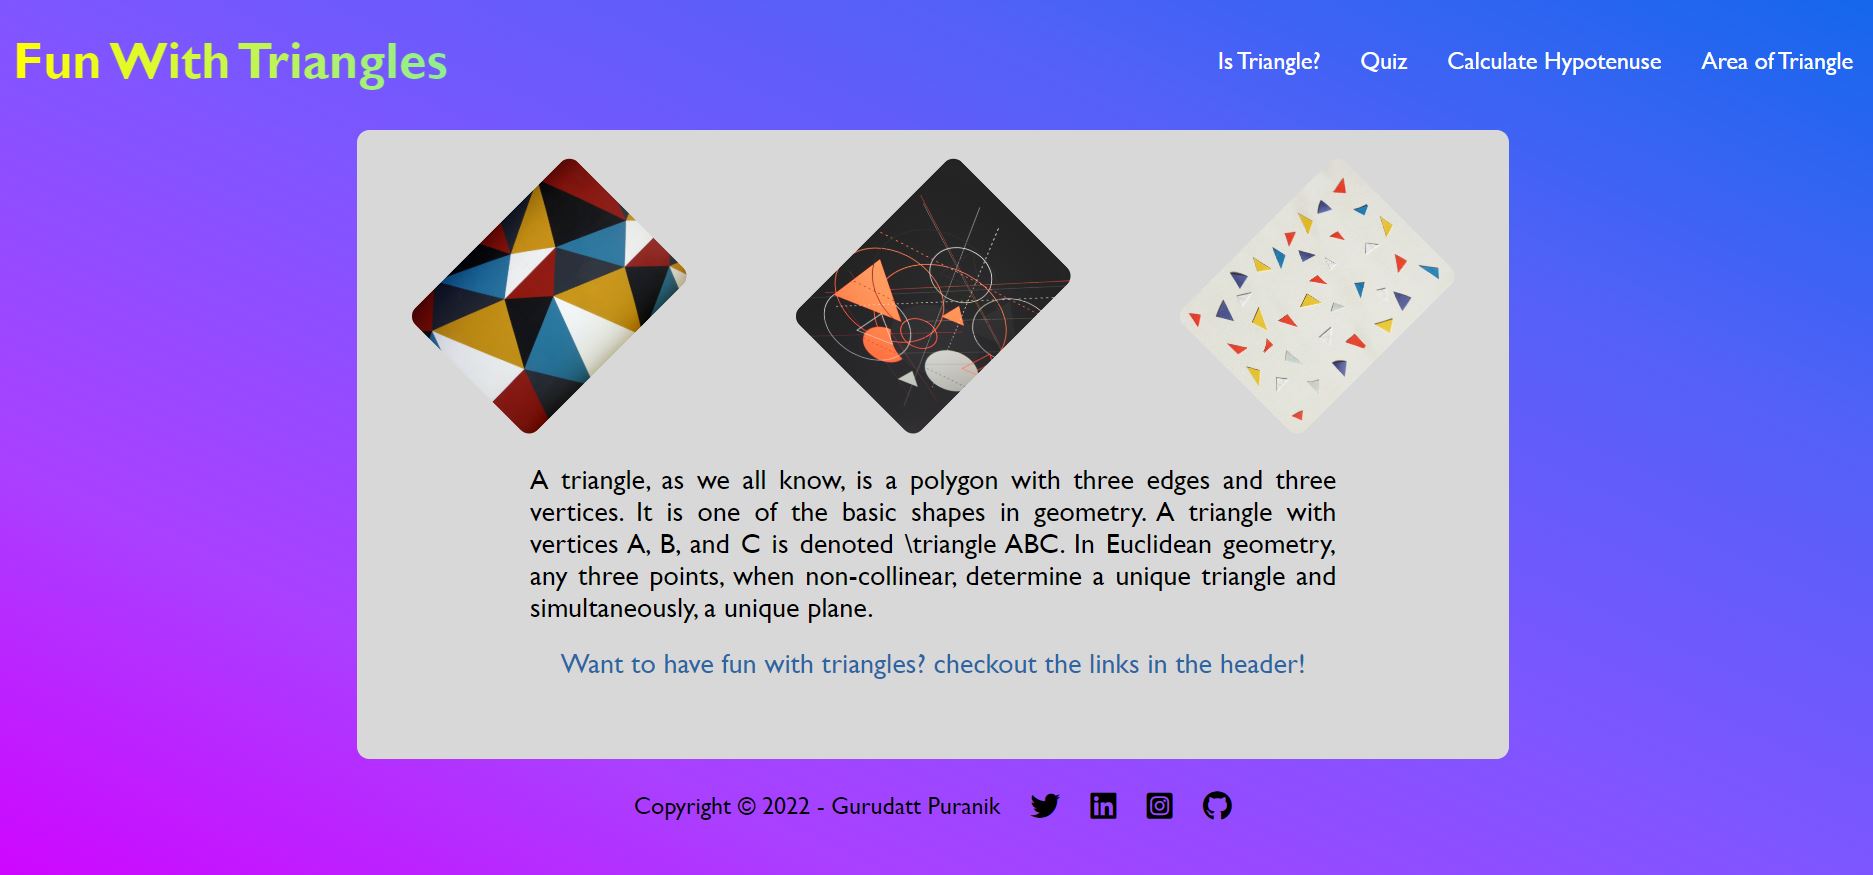 Fun With Triangles
Is Triangle? Quiz Calculate Hypotenuse Area of Triangle
A triangle, as we all know, is a polygon with three edges and three
vertices. It is one of the basic shapes in geometry. A triangle with
vertices A, B, and C is denoted \triangle ABC. In Euclidean geometry,
any three points, when non-collinear, determine a unique triangle and
simultaneously, a unique plane.
Want to have fun with triangles? checkout the links in the header!
Copyright © 2022 - Gurudatt Puranik